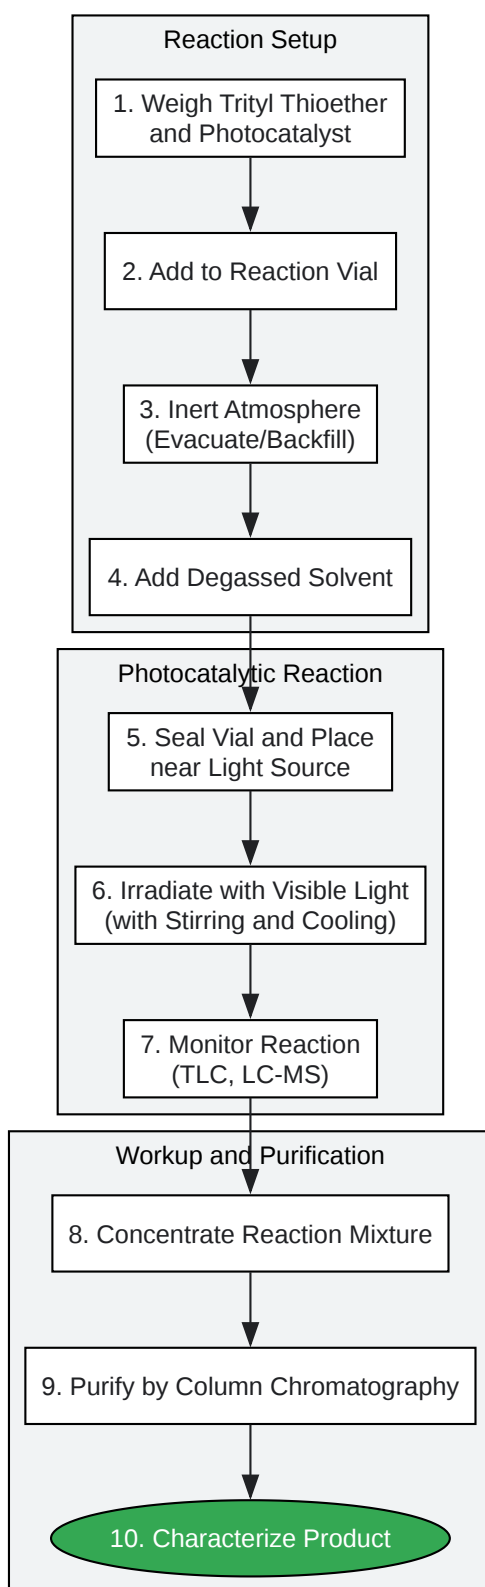 Reaction Setup
1. Weigh Trityl Thioether
and Photocatalyst
2. Add to Reaction Vial
3. Inert Atmosphere
(Evacuate/Backfill)
4. Add Degassed Solvent
Photocatalytic Reaction
5. Seal Vial and Place
near Light Source
6. Irradiate with Visible Light
(with Stirring and Cooling)
7. Monitor Reaction
(TLC, LC-MS)
Workup and Purification
8. Concentrate Reaction Mixture
9. Purify by Column Chromatography
10. Characterize Product